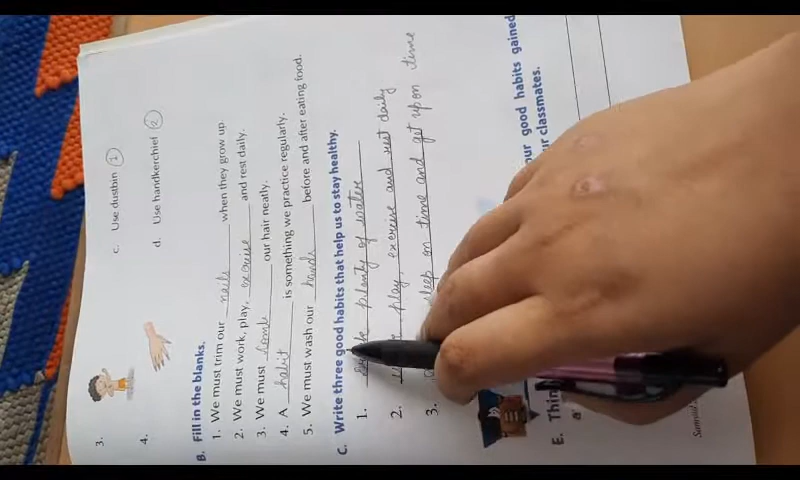 3.
c. Use dustbin 1
4.
d. Use handkerchief 2
B. Fill in the blanks.
1. We must trim our nails when they grow up.
2. We must work, play, exercise and rest daily.
3. We must comb our hair neatly.
4. A habit is something we practice regularly.
5. We must wash our hands before and after eating food.
C. Write three good habits that help us to stay healthy.
1. plenty of water
2. play, exercise and rest daily
3. sleep on time and get up on time
our good habits gained
E. Thin
ur classmates.